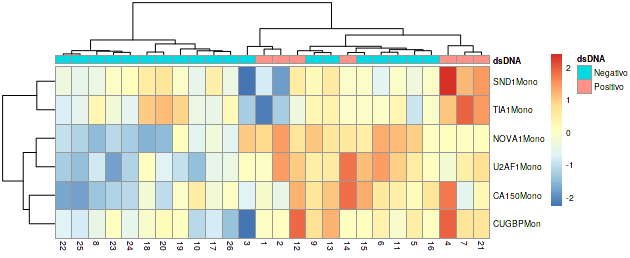 dsDNA
dsDNA
Negativo
Positivo
SND1Mono
TIA1Mono
NOVA1Mono
U2AF1Mono
CA150Mono
CUGBPMon
2
1
0
-1
-2
22 25 8 23 24 18 20 19 10 17 26 3 1 2 12 9 13 14 15 6 11 5 16 4 7 21